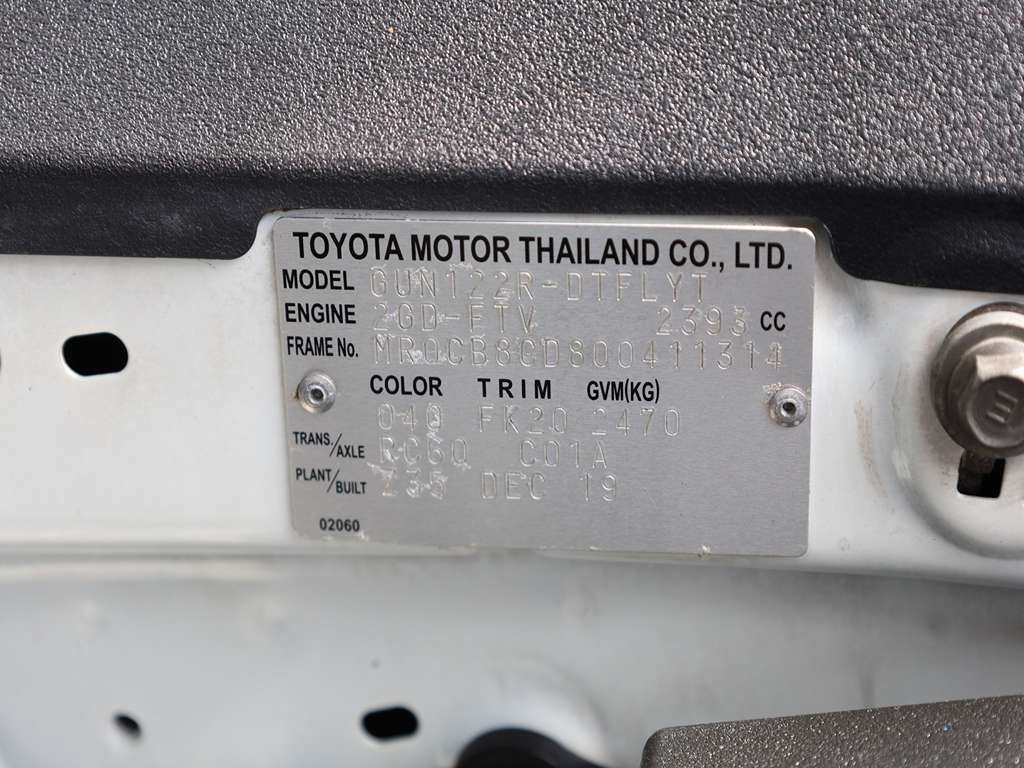 TOYOTA MOTOR THAILAND CO., LTD.
MODEL GUN122R-DTFLYT
ENGINE 2GD-FTV 2393 CC
FRAME No. MR0CB8CD800411314
COLOR TRIM GVM(KG)
040 FK20 2470
TRANS./AXLE RC60 C01A
PLANT/BUILT DEC 19
02060